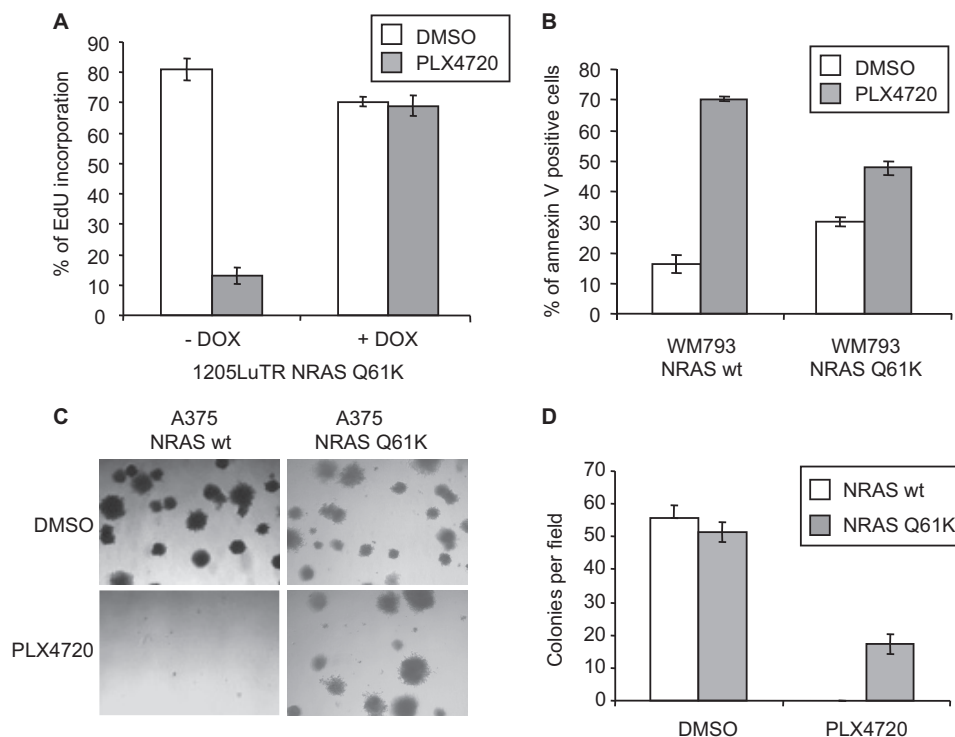 A
DMSO
PLX4720
% of EdU incorporation
90
80
70
60
50
40
30
20
10
0
- DOX
+ DOX
1205LuTR NRAS Q61K
B
DMSO
PLX4720
% of annexin V positive cells
80
70
60
50
40
30
20
10
0
WM793
NRAS wt
WM793
NRAS Q61K
C
A375
NRAS wt
A375
NRAS Q61K
DMSO
PLX4720
D
NRAS wt
NRAS Q61K
Colonies per field
70
60
50
40
30
20
10
0
DMSO
PLX4720